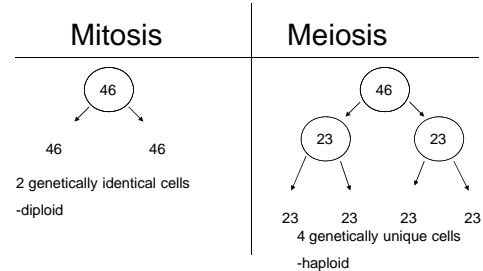 Mitosis
46
46 46
2 genetically identical cells
-diploid
Meiosis
46
23 23
23 23 23 23
4 genetically unique cells
-haploid